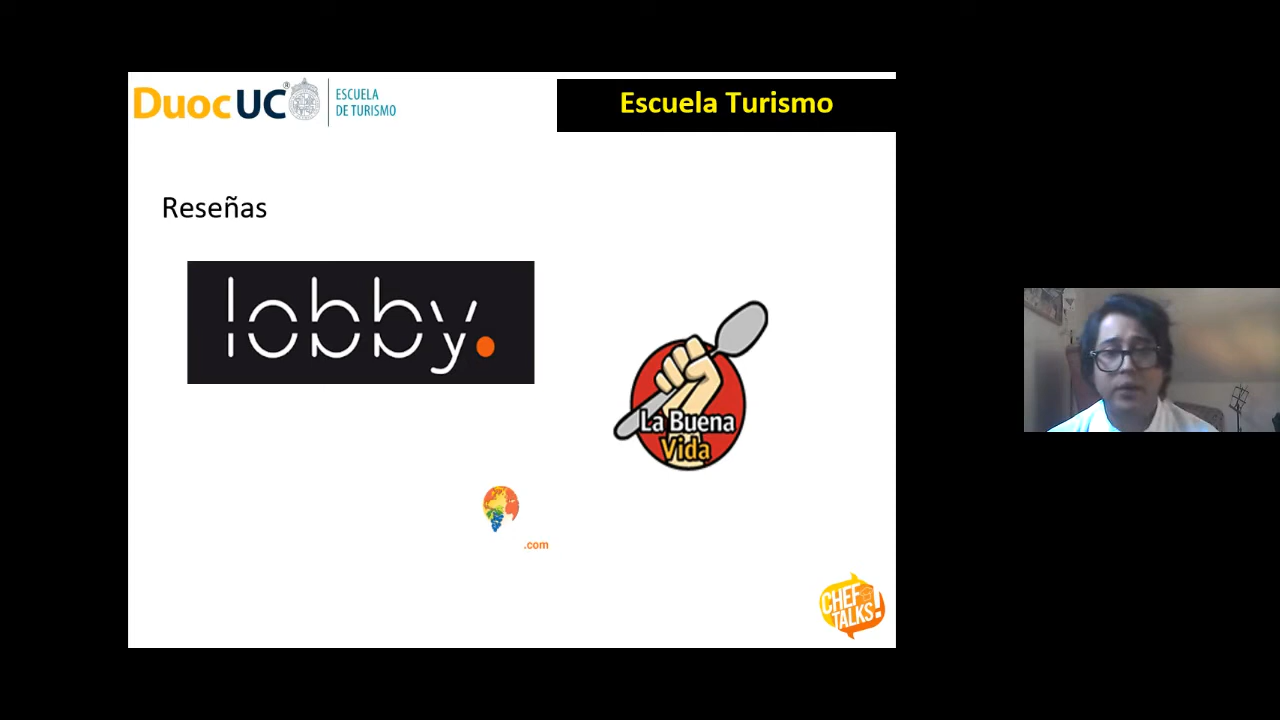 Duoc UC®
ESCUELA
DE TURISMO
Escuela Turismo
Reseñas
lobby.
La Buena
Vida
.com
CHEF
TALKS!